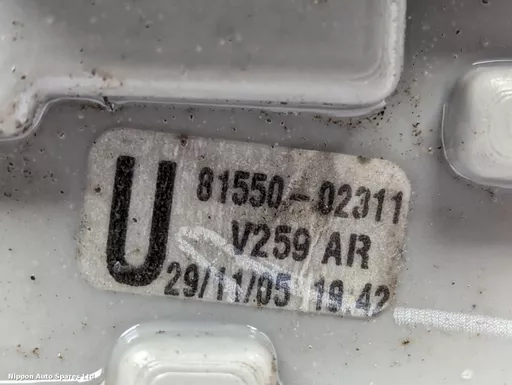 U
81550-02311
V259 AR
29/11/05 19:42
Nippon Auto Spares Ltd